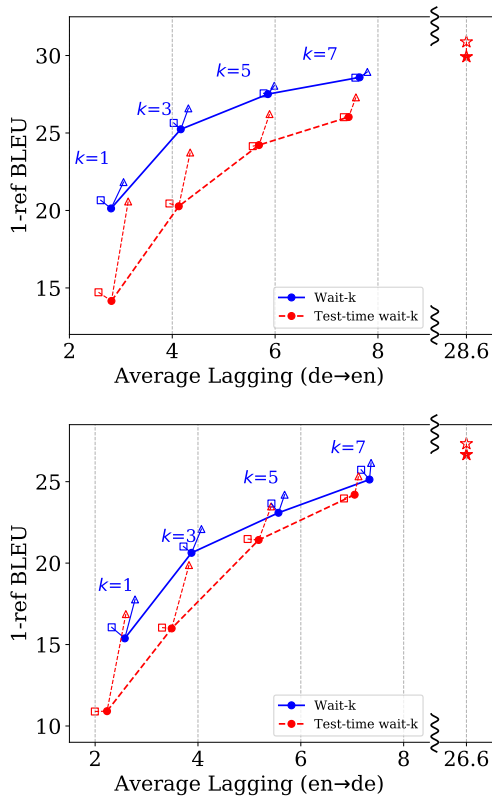 1-ref BLEU
30
25
20
15
k=1
k=3
k=5
k=7
Wait-k
Test-time wait-k
2 4 6 8 28.6
Average Lagging (de→en)
1-ref BLEU
25
20
15
10
k=1
k=3
k=5
k=7
Wait-k
Test-time wait-k
2 4 6 8 26.6
Average Lagging (en→de)